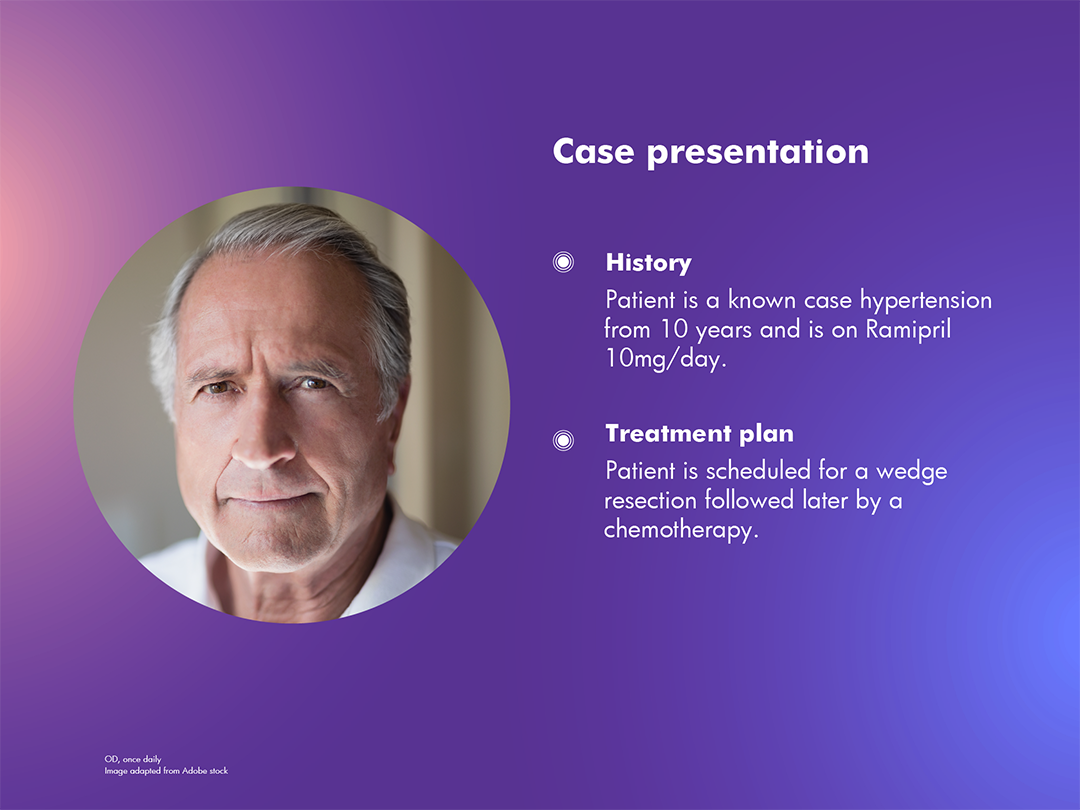 Case presentation
History
Patient is a known case hypertension
from 10 years and is on Ramipril
10mg/day.
Treatment plan
Patient is scheduled for a wedge
resection followed later by a
chemotherapy.
OD, once daily
Image adapted from Adobe stock